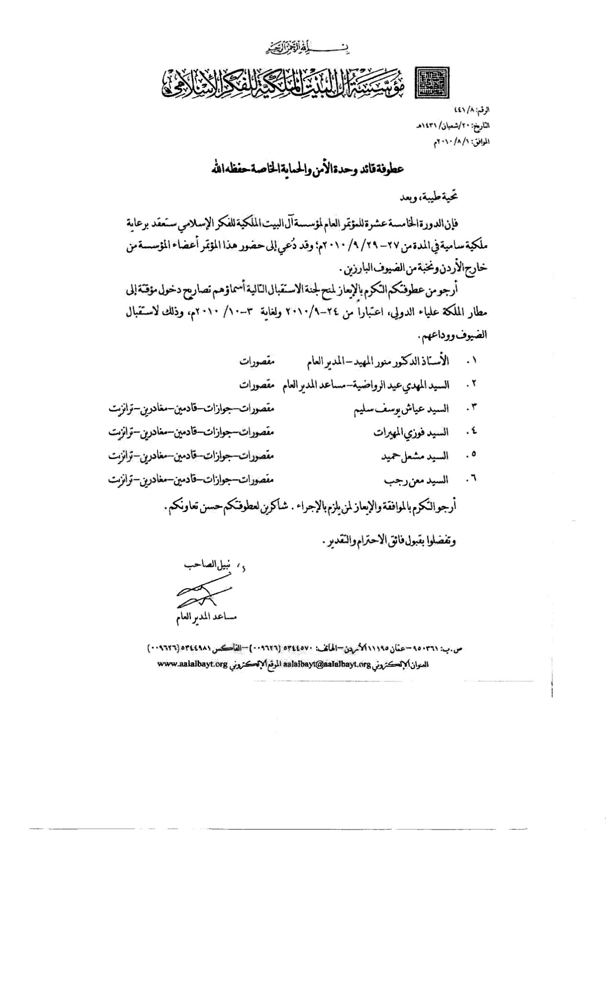 بسم الله الرحمن الرحيم
مؤسسة آل البيت الملكية للفكر الإسلامي
الرقم: ٤٤١/٨
التاريخ: ٢٠/شعبان/١٤٣١هـ
الموافق: ٢٠١٠/٨/١م
عطوفة قائد وحدة الأمن والحماية الخاصة حفظه الله
تحية طيبة، وبعد
فإن الدورة الخامسة عشرة للمؤتمر العام لمؤسسة آل البيت الملكية للفكر الإسلامي ستعقد برعاية
ملكية سامية في المدة من ٢٧-٢٠١٠/٩/٢٩م؛ وقد دُعي إلى حضور هذا المؤتمر أعضاء المؤسسة من
خارج الأردن ونخبة من الضيوف البارزين.
أرجو من عطوفتكم التكرم بالإيعاز لمنح لجنة الاستقبال التالية أسماؤهم تصاريح دخول مؤقتة إلى
مطار الملكة علياء الدولي، اعتباراً من ٢٤-٢٠١٠/٩ ولغاية ٣-٢٠١٠/١٠م، وذلك لاستقبال
الضيوف ووداعهم.
١. الأستاذ الدكتور منور المهيد-المدير العام مقصورات
٢. السيد المهدي عيد الرواضية-مساعد المدير العام مقصورات
٣. السيد عياش يوسف سليم مقصورات-جوازات-قادمين-مغادرين-ترانزيت
٤. السيد فوزي المهيرات مقصورات-جوازات-قادمين-مغادرين-ترانزيت
٥. السيد مشعل حميد مقصورات-جوازات-قادمين-مغادرين-ترانزيت
٦. السيد معن رجب مقصورات-جوازات-قادمين-مغادرين-ترانزيت
أرجو التكرم بالموافقة والإيعاز لمن يلزم بالإجراء. شاكرين لعطوفتكم حسن تعاونكم.
وتفضلوا بقبول فائق الاحترام والتقدير.
نبيل الصاحب
مساعد المدير العام
ص.ب: ٩٥٠٣٦١-عمّان ١١١٩٥ الأردن-الهاتف: ٥٣٤٤٥٧٠ (٠٠٩٦٢٦)-الفاكس ٥٣٤٤٩٨١ (٠٠٩٦٢٦)
العنوان الإلكتروني aalalbayt@aalalbayt.org الموقع الإلكتروني www.aalalbayt.org